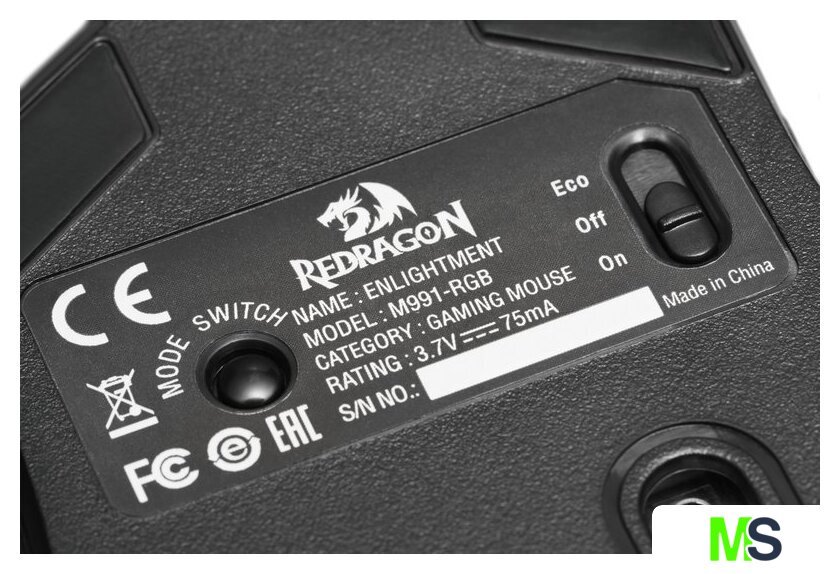 REDRAGON
NAME : ENLIGHTMENT
MODEL : M991-RGB
CATEGORY : GAMING MOUSE
RATING : 3.7V⎓75mA
S/N NO.:
Made in China
Eco
Off
On
CE
MODE SWITCH
FC
e
EAC
MS